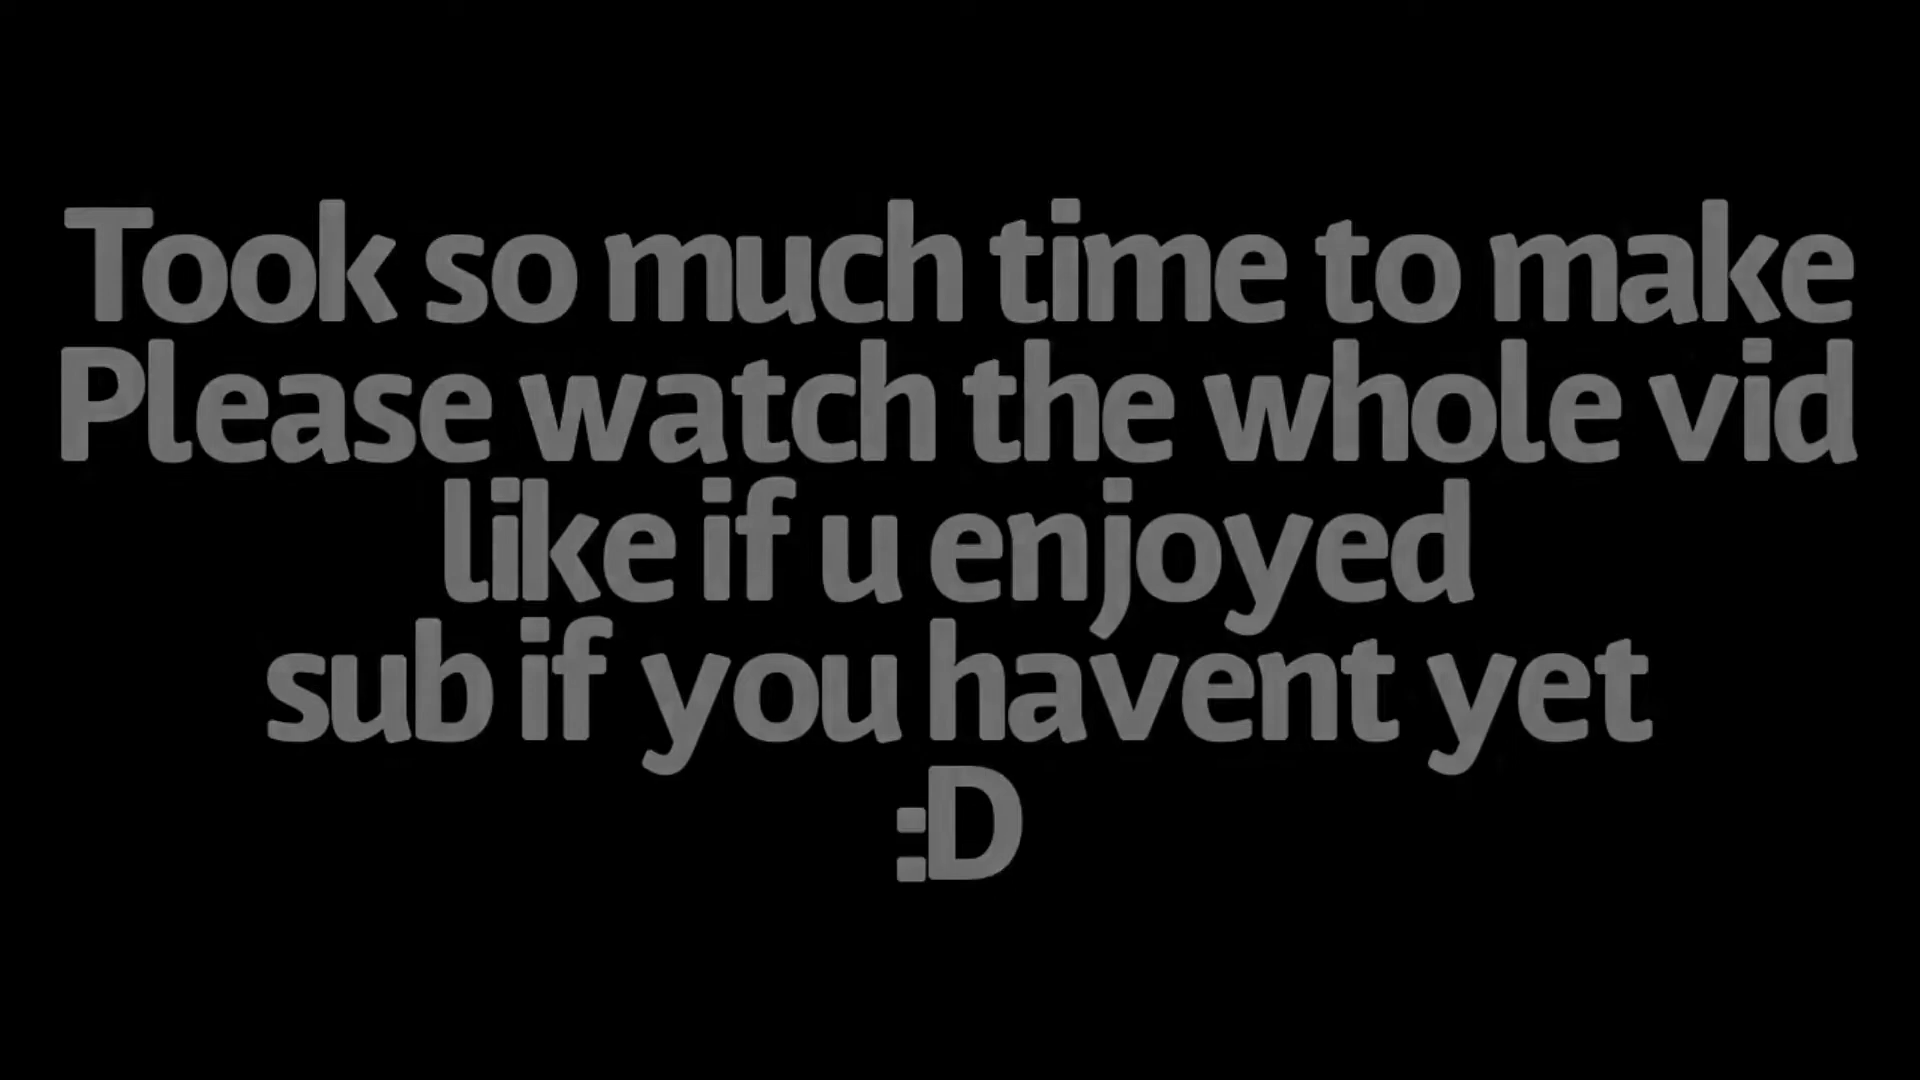 Took so much time to make
Please watch the whole vid
like if u enjoyed
sub if you havent yet
:D